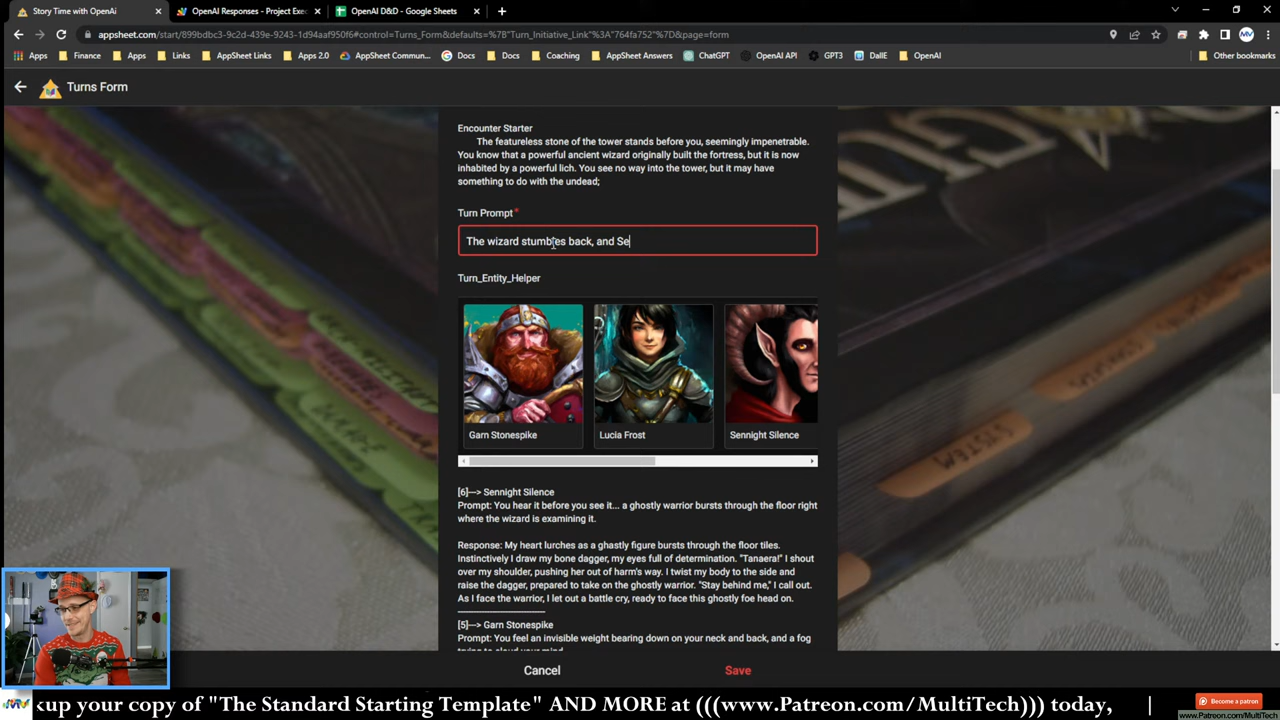 Story Time with OpenAi
OpenAI Responses - Project Exe
OpenAI D&D - Google Sheets
appsheet.com/start/899bdbc3-9c2d-439e-9243-1d94aaf950f6#control=Turns_Form&defaults=%7B"Turn_Initiative_Link"%3A"764fa752"%7D&page=form
Apps
Finance
Apps
Links
AppSheet Links
Apps 2.0
AppSheet Commun...
Docs
Docs
Coaching
AppSheet Answers
ChatGPT
OpenAI API
GPT3
DallE
OpenAI
Other bookmarks
Turns Form
Encounter Starter
The featureless stone of the tower stands before you, seemingly impenetrable.
You know that a powerful ancient wizard originally built the fortress, but it is now
inhabited by a powerful lich. You see no way into the tower, but it may have
something to do with the undead;
Turn Prompt*
The wizard stumbles back, and Se
Turn_Entity_Helper
Garn Stonespike
Lucia Frost
Sennight Silence
[6]---> Sennight Silence
Prompt: You hear it before you see it... a ghostly warrior bursts through the floor right
where the wizard is examining it.
Response: My heart lurches as a ghastly figure bursts through the floor tiles.
Instinctively I draw my bone dagger, my eyes full of determination. "Tanaera!" I shout
over my shoulder, pushing her out of harm's way. I twist my body to the side and
raise the dagger, prepared to take on the ghostly warrior. "Stay behind me," I call out.
As I face the warrior, I let out a battle cry, ready to face this ghostly foe head on.
[5]---> Garn Stonespike
Prompt: You feel an invisible weight bearing down on your neck and back, and a fog
trying to cloud your mind
Cancel
Save
SYSTEM
MV
kup your copy of "The Standard Starting Template" AND MORE at (((www.Patreon.com/MultiTech))) today,
Become a patron
www.Patreon.com/MultiTech